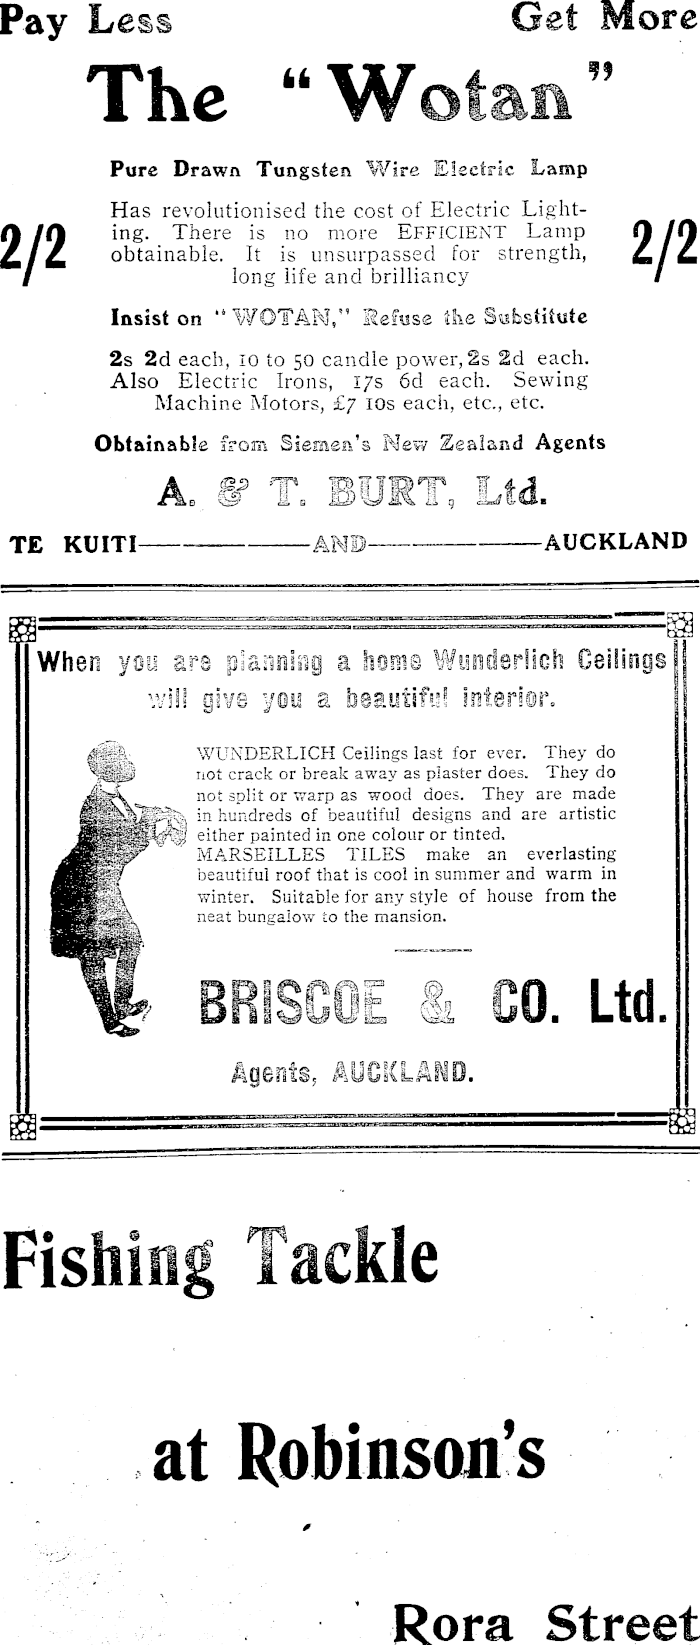 Pay Less Get More
The "Wotan"
Pure Drawn Tungsten Wire Electric Lamp
Has revolutionised the cost of Electric Light-
ing. There is no more EFFICIENT Lamp
obtainable. It is unsurpassed for strength,
long life and brilliancy
2/2 2/2
Insist on "WOTAN," Refuse the Substitute
2s 2d each, 10 to 50 candle power, 2s 2d each.
Also Electric Irons, 17s 6d each. Sewing
Machine Motors, £7 10s each, etc., etc.
Obtainable from Siemen's New Zealand Agents
A. & T. BURT, Ltd.
TE KUITI——————AND——————AUCKLAND
When you are planning a home Wunderlich Ceilings
will give you a beautiful interior.
WUNDERLICH Ceilings last for ever. They do
not crack or break away as plaster does. They do
not split or warp as wood does. They are made
in hundreds of beautiful designs and are artistic
either painted in one colour or tinted.
MARSEILLES TILES make an everlasting
beautiful roof that is cool in summer and warm in
winter. Suitable for any style of house from the
neat bungalow to the mansion.
BRISCOE & CO. Ltd.
Agents, AUCKLAND.
Fishing Tackle
at Robinson's
Rora Street